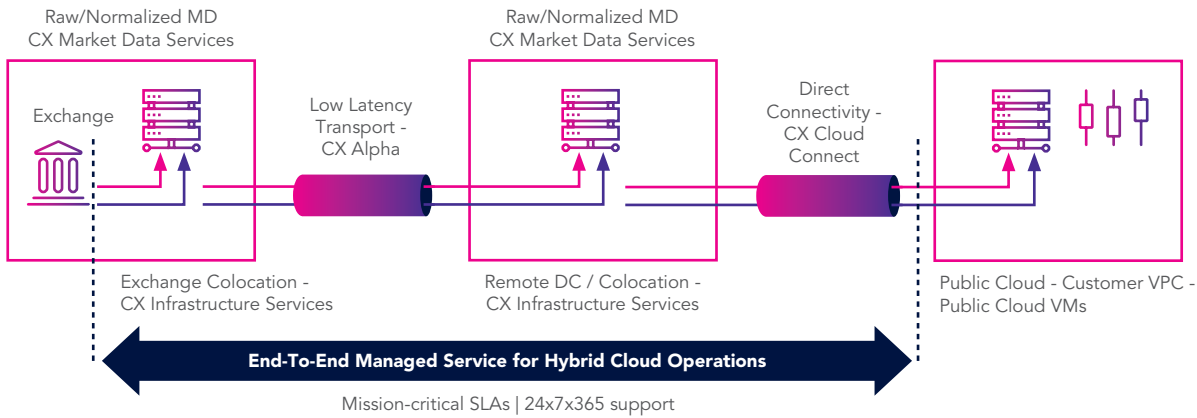 Raw/Normalized MD
CX Market Data Services
Raw/Normalized MD
CX Market Data Services
Exchange
Low Latency
Transport -
CX Alpha
Direct
Connectivity -
CX Cloud
Connect
Exchange Colocation -
CX Infrastructure Services
Remote DC / Colocation -
CX Infrastructure Services
Public Cloud - Customer VPC -
Public Cloud VMs
End-To-End Managed Service for Hybrid Cloud Operations
Mission-critical SLAs | 24x7x365 support